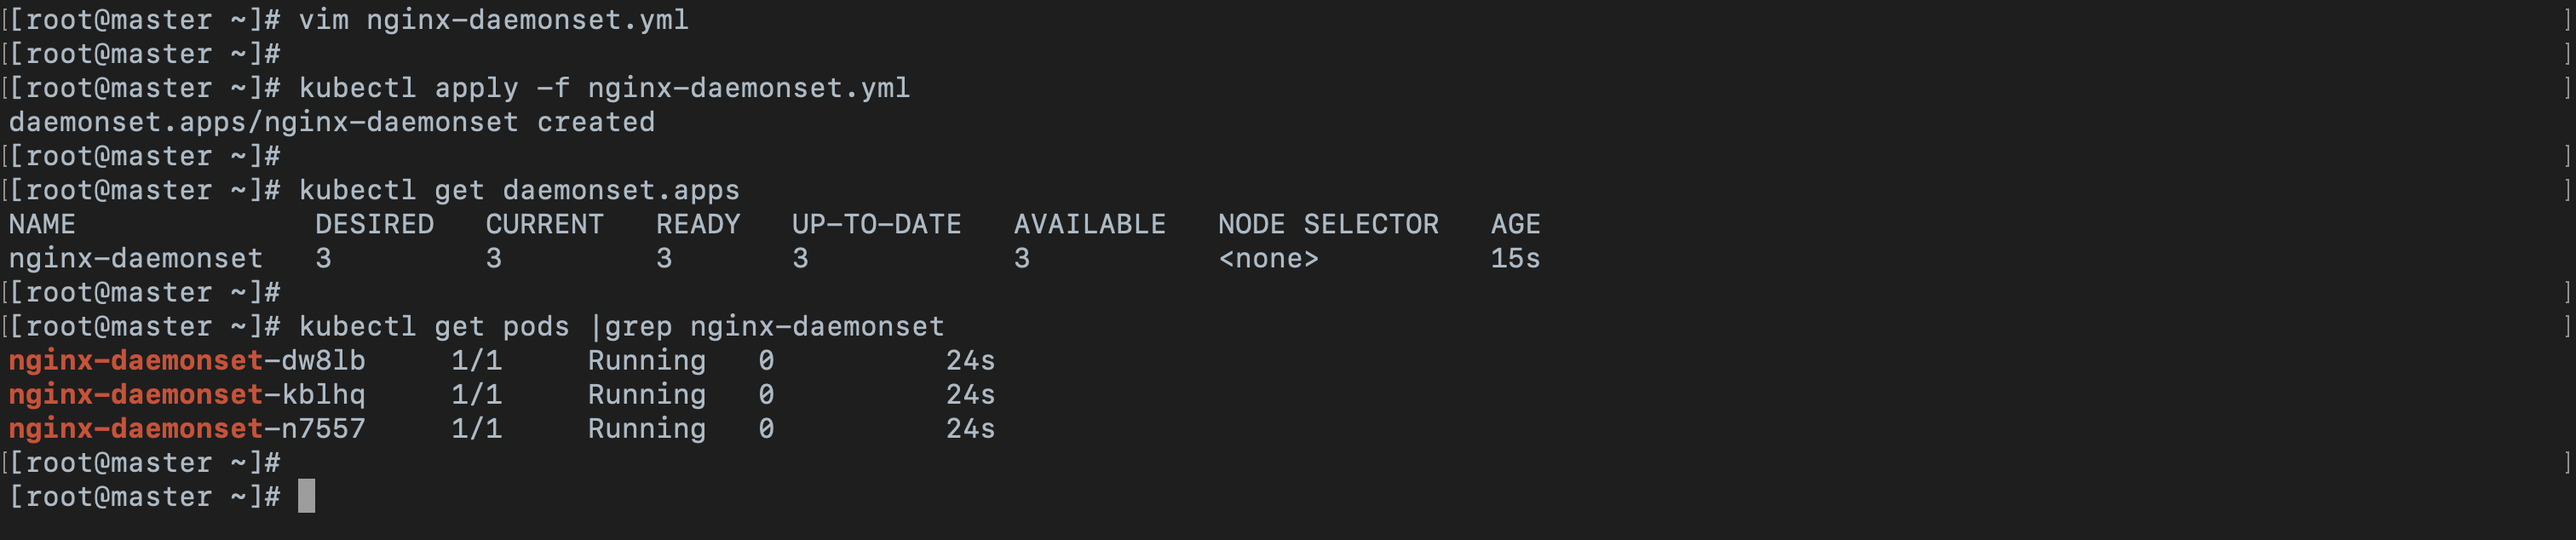 [[root@master ~]# vim nginx-daemonset.yml ]
[[root@master ~]# ]
[[root@master ~]# kubectl apply -f nginx-daemonset.yml ]
daemonset.apps/nginx-daemonset created
[[root@master ~]# ]
[[root@master ~]# kubectl get daemonset.apps ]
NAME DESIRED CURRENT READY UP-TO-DATE AVAILABLE NODE SELECTOR AGE
nginx-daemonset 3 3 3 3 3 <none> 15s
[[root@master ~]# ]
[[root@master ~]# kubectl get pods |grep nginx-daemonset ]
nginx-daemonset-dw8lb 1/1 Running 0 24s
nginx-daemonset-kblhq 1/1 Running 0 24s
nginx-daemonset-n7557 1/1 Running 0 24s
[[root@master ~]# ]
[root@master ~]#